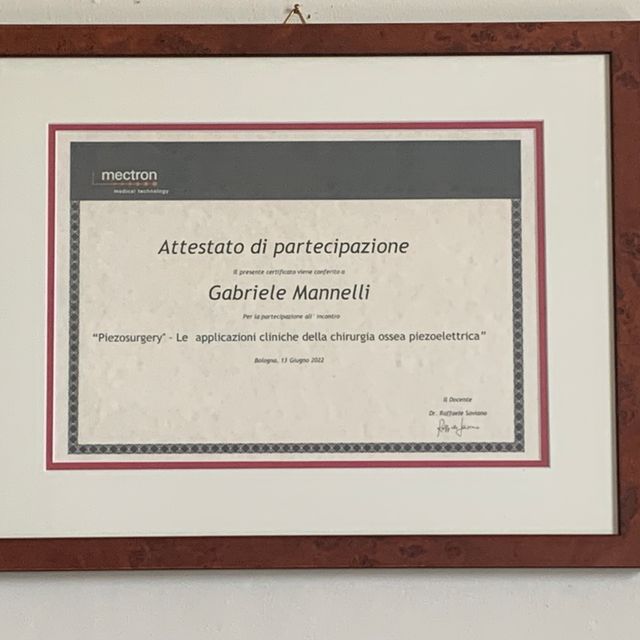 mectron
medical technology
Attestato di partecipazione
Il presente certificato viene conferito a
Gabriele Mannelli
Per la partecipazione all' incontro
"Piezosurgery" - Le applicazioni cliniche della chirurgia ossea piezoelettrica"
Bologna, 13 Giugno 2022
Il Docente
Dr. Raffaele Saviano